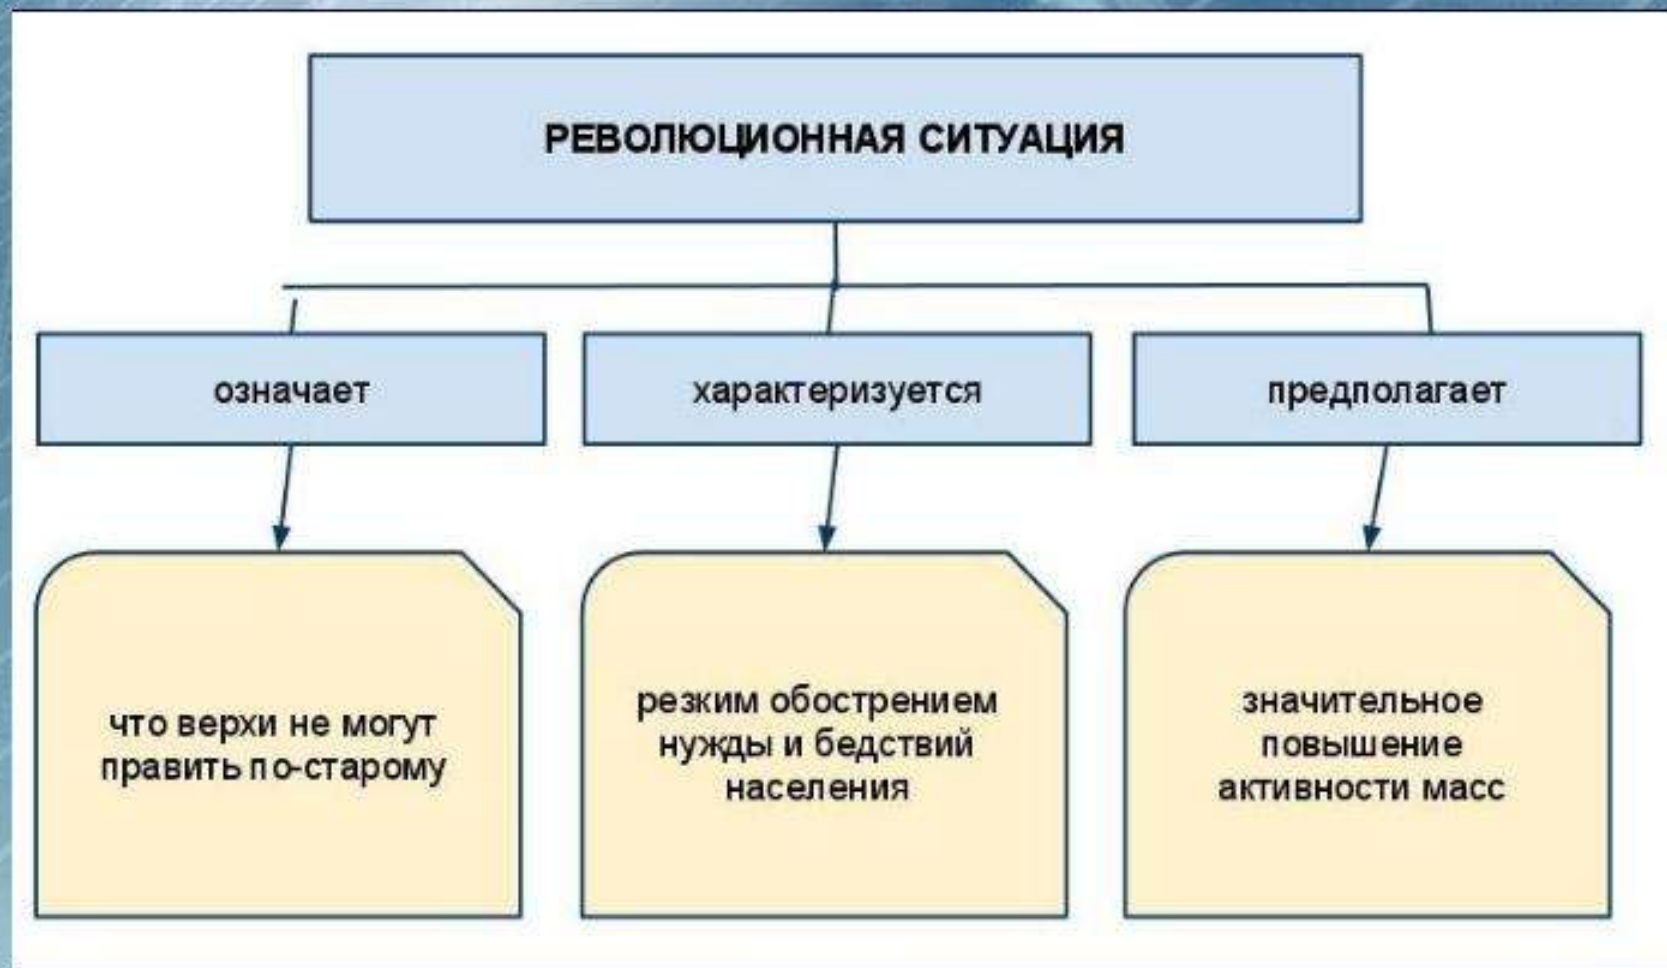 РЕВОЛЮЦИОННАЯ СИТУАЦИЯ
означает
характеризуется
предполагает
что верхи не могут
править по-старому
резким обострением
нужды и бедствий
населения
значительное
повышение
активности масс